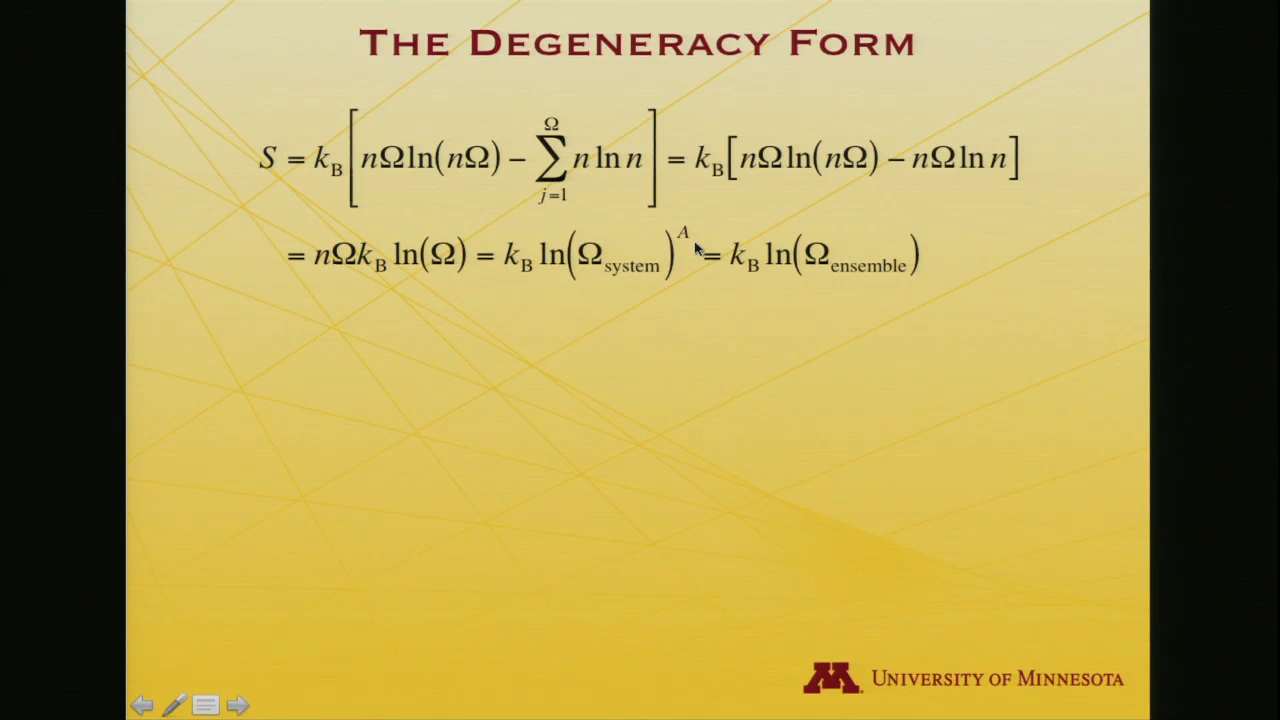 THE DEGENERACY FORM
S = k_B [ nΩ ln(nΩ) − ∑_{j=1}^{Ω} n ln n ] = k_B [ nΩ ln(nΩ) − nΩ ln n ]
= nΩk_B ln(Ω) = k_B ln(Ω_system)^A = k_B ln(Ω_ensemble)
M UNIVERSITY OF MINNESOTA